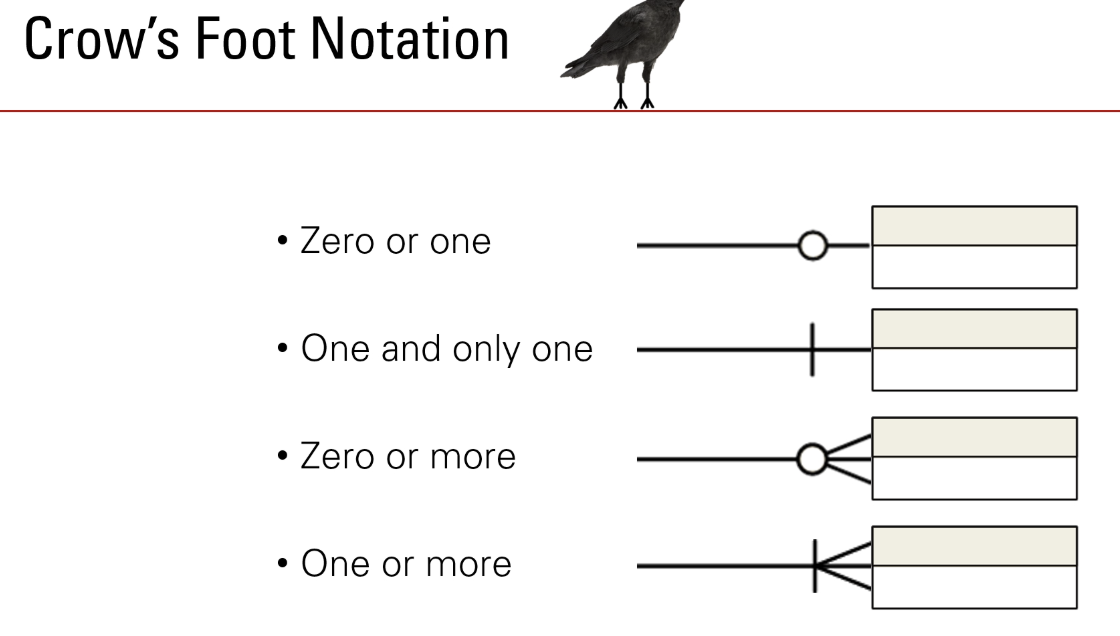 Crow’s Foot Notation
• Zero or one
• One and only one
• Zero or more
• One or more